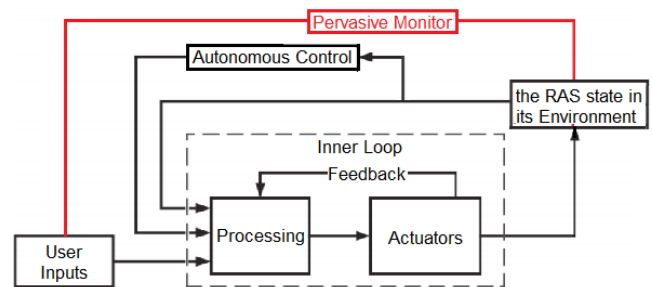 Pervasive Monitor
Autonomous Control
the RAS state in
its Environment
Inner Loop
Feedback
Processing
Actuators
User
Inputs